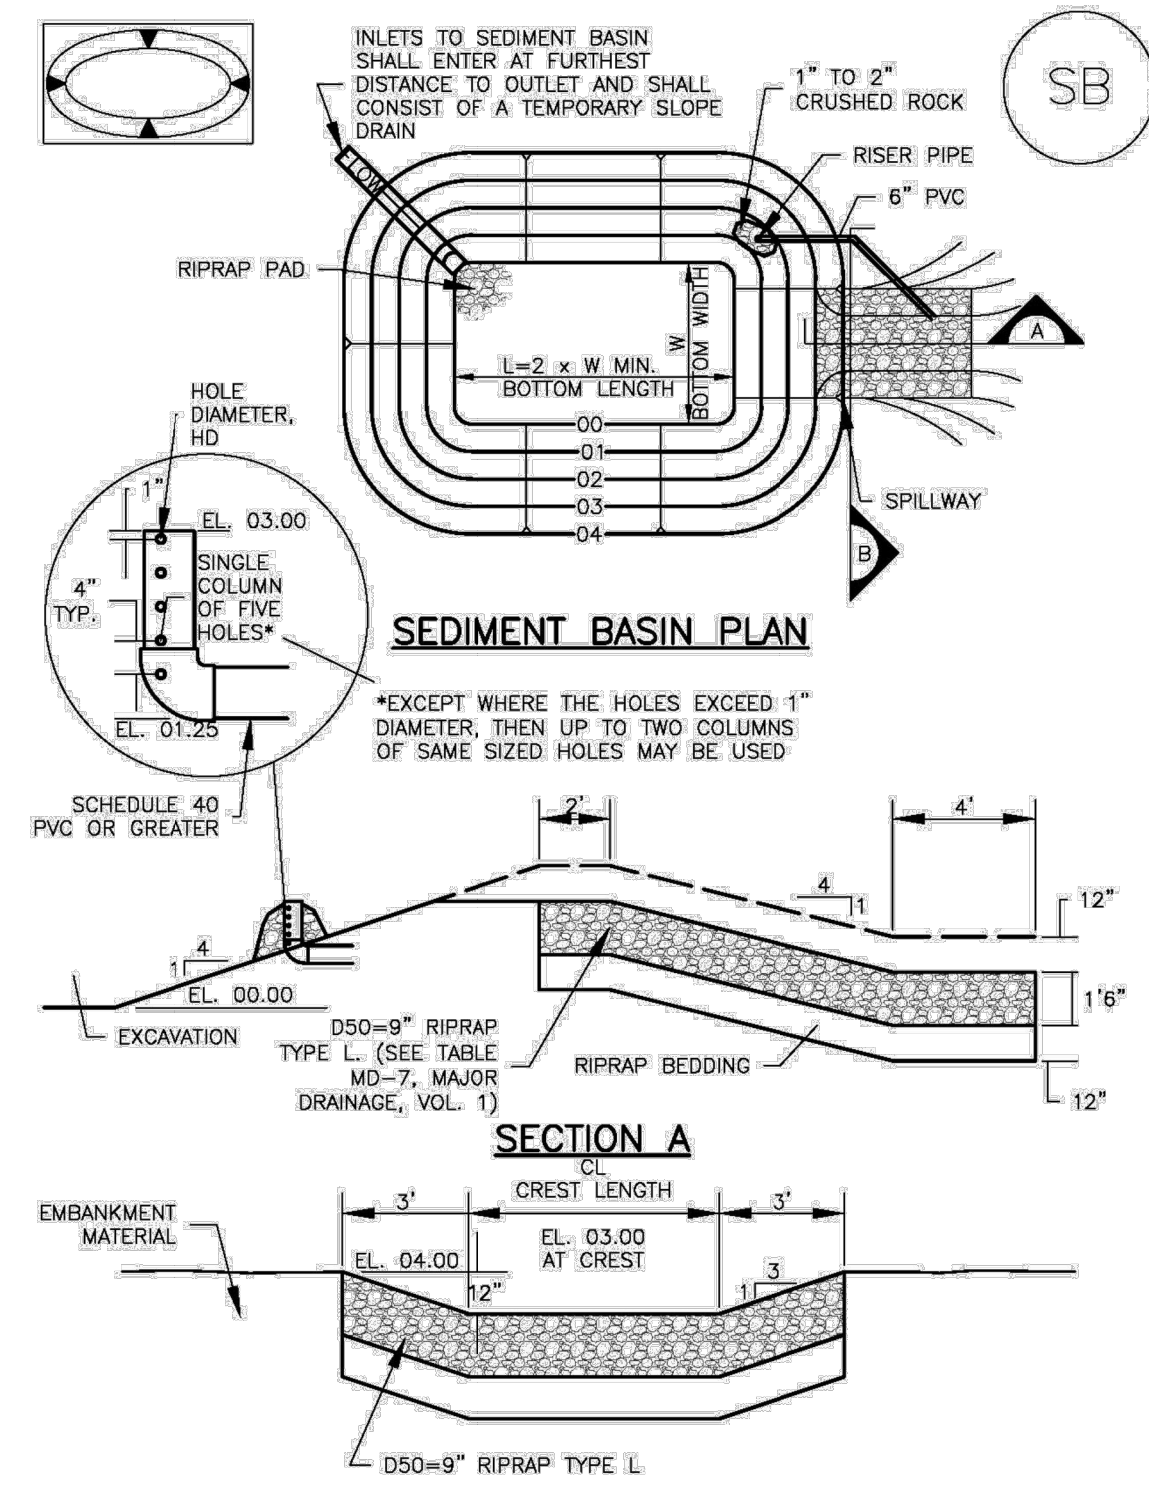 INLETS TO SEDIMENT BASIN
SHALL ENTER AT FURTHEST
DISTANCE TO OUTLET AND SHALL
CONSIST OF A TEMPORARY SLOPE
DRAIN
1" TO 2"
CRUSHED ROCK
SB
FLOW
RISER PIPE
6" PVC
RIPRAP PAD
W
BOTTOM WIDTH
A
L=2 x W MIN.
BOTTOM LENGTH
00
01
02
03
04
SPILLWAY
B
HOLE
DIAMETER,
HD
1"
EL. 03.00
4"
TYP.
SINGLE
COLUMN
OF FIVE
HOLES*
EL. 01.25
SEDIMENT BASIN PLAN
*EXCEPT WHERE THE HOLES EXCEED 1"
DIAMETER, THEN UP TO TWO COLUMNS
OF SAME SIZED HOLES MAY BE USED
SCHEDULE 40
PVC OR GREATER
2'
4'
4
1
12"
4
1
EL. 00.00
EXCAVATION
1'6"
D50=9" RIPRAP
TYPE L. (SEE TABLE
MD-7, MAJOR
DRAINAGE, VOL. 1)
RIPRAP BEDDING
12"
SECTION A
CL
CREST LENGTH
EMBANKMENT
MATERIAL
3'
3'
EL. 04.00
EL. 03.00
AT CREST
12"
3
1
D50=9" RIPRAP TYPE L